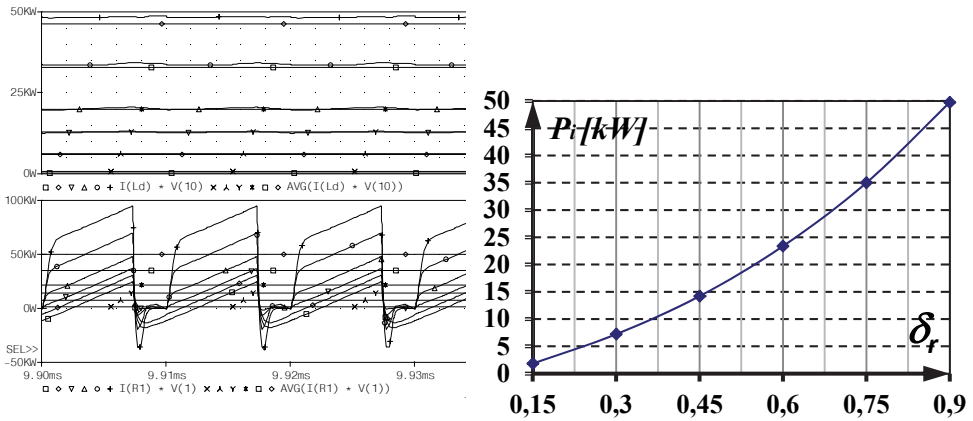 50KW
25KW
0W
□ ◇ ▽ △ ○ + I(Ld) * V(10) × ⅄ Y ✱ □ ◇ AVG(I(Ld) * V(10))
100KW
50KW
0W
SEL>>
-50KW
9.90ms 9.91ms 9.92ms 9.93ms
□ ◇ ▽ △ ○ + I(R1) * V(1) × ⅄ Y ✱ □ ◇ AVG(I(R1) * V(1))
Pi [kW]
50
45
40
35
30
25
20
15
10
5
0
δr
0,15 0,3 0,45 0,6 0,75 0,9